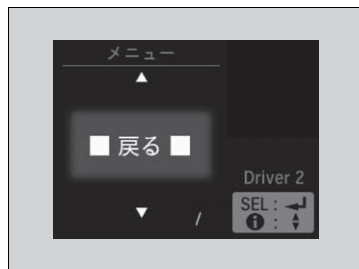 メニュー
▲
■ 戻る ■
▼
/
Driver 2
SEL : ↲
i : ♦